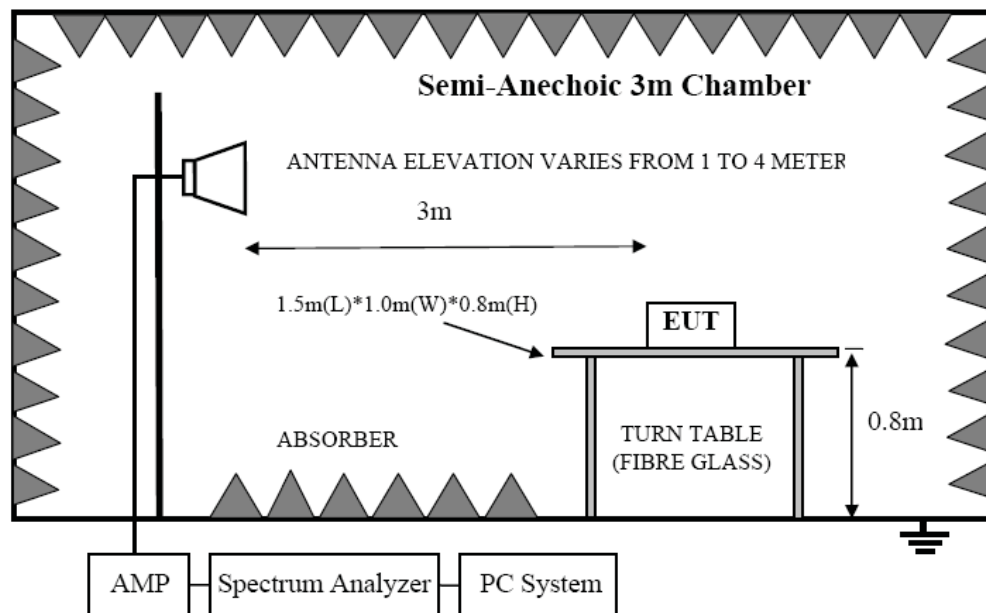 Semi-Anechoic 3m Chamber
ANTENNA ELEVATION VARIES FROM 1 TO 4 METER
3m
1.5m(L)*1.0m(W)*0.8m(H)
EUT
ABSORBER
TURN TABLE
(FIBRE GLASS)
0.8m
AMP
Spectrum Analyzer
PC System